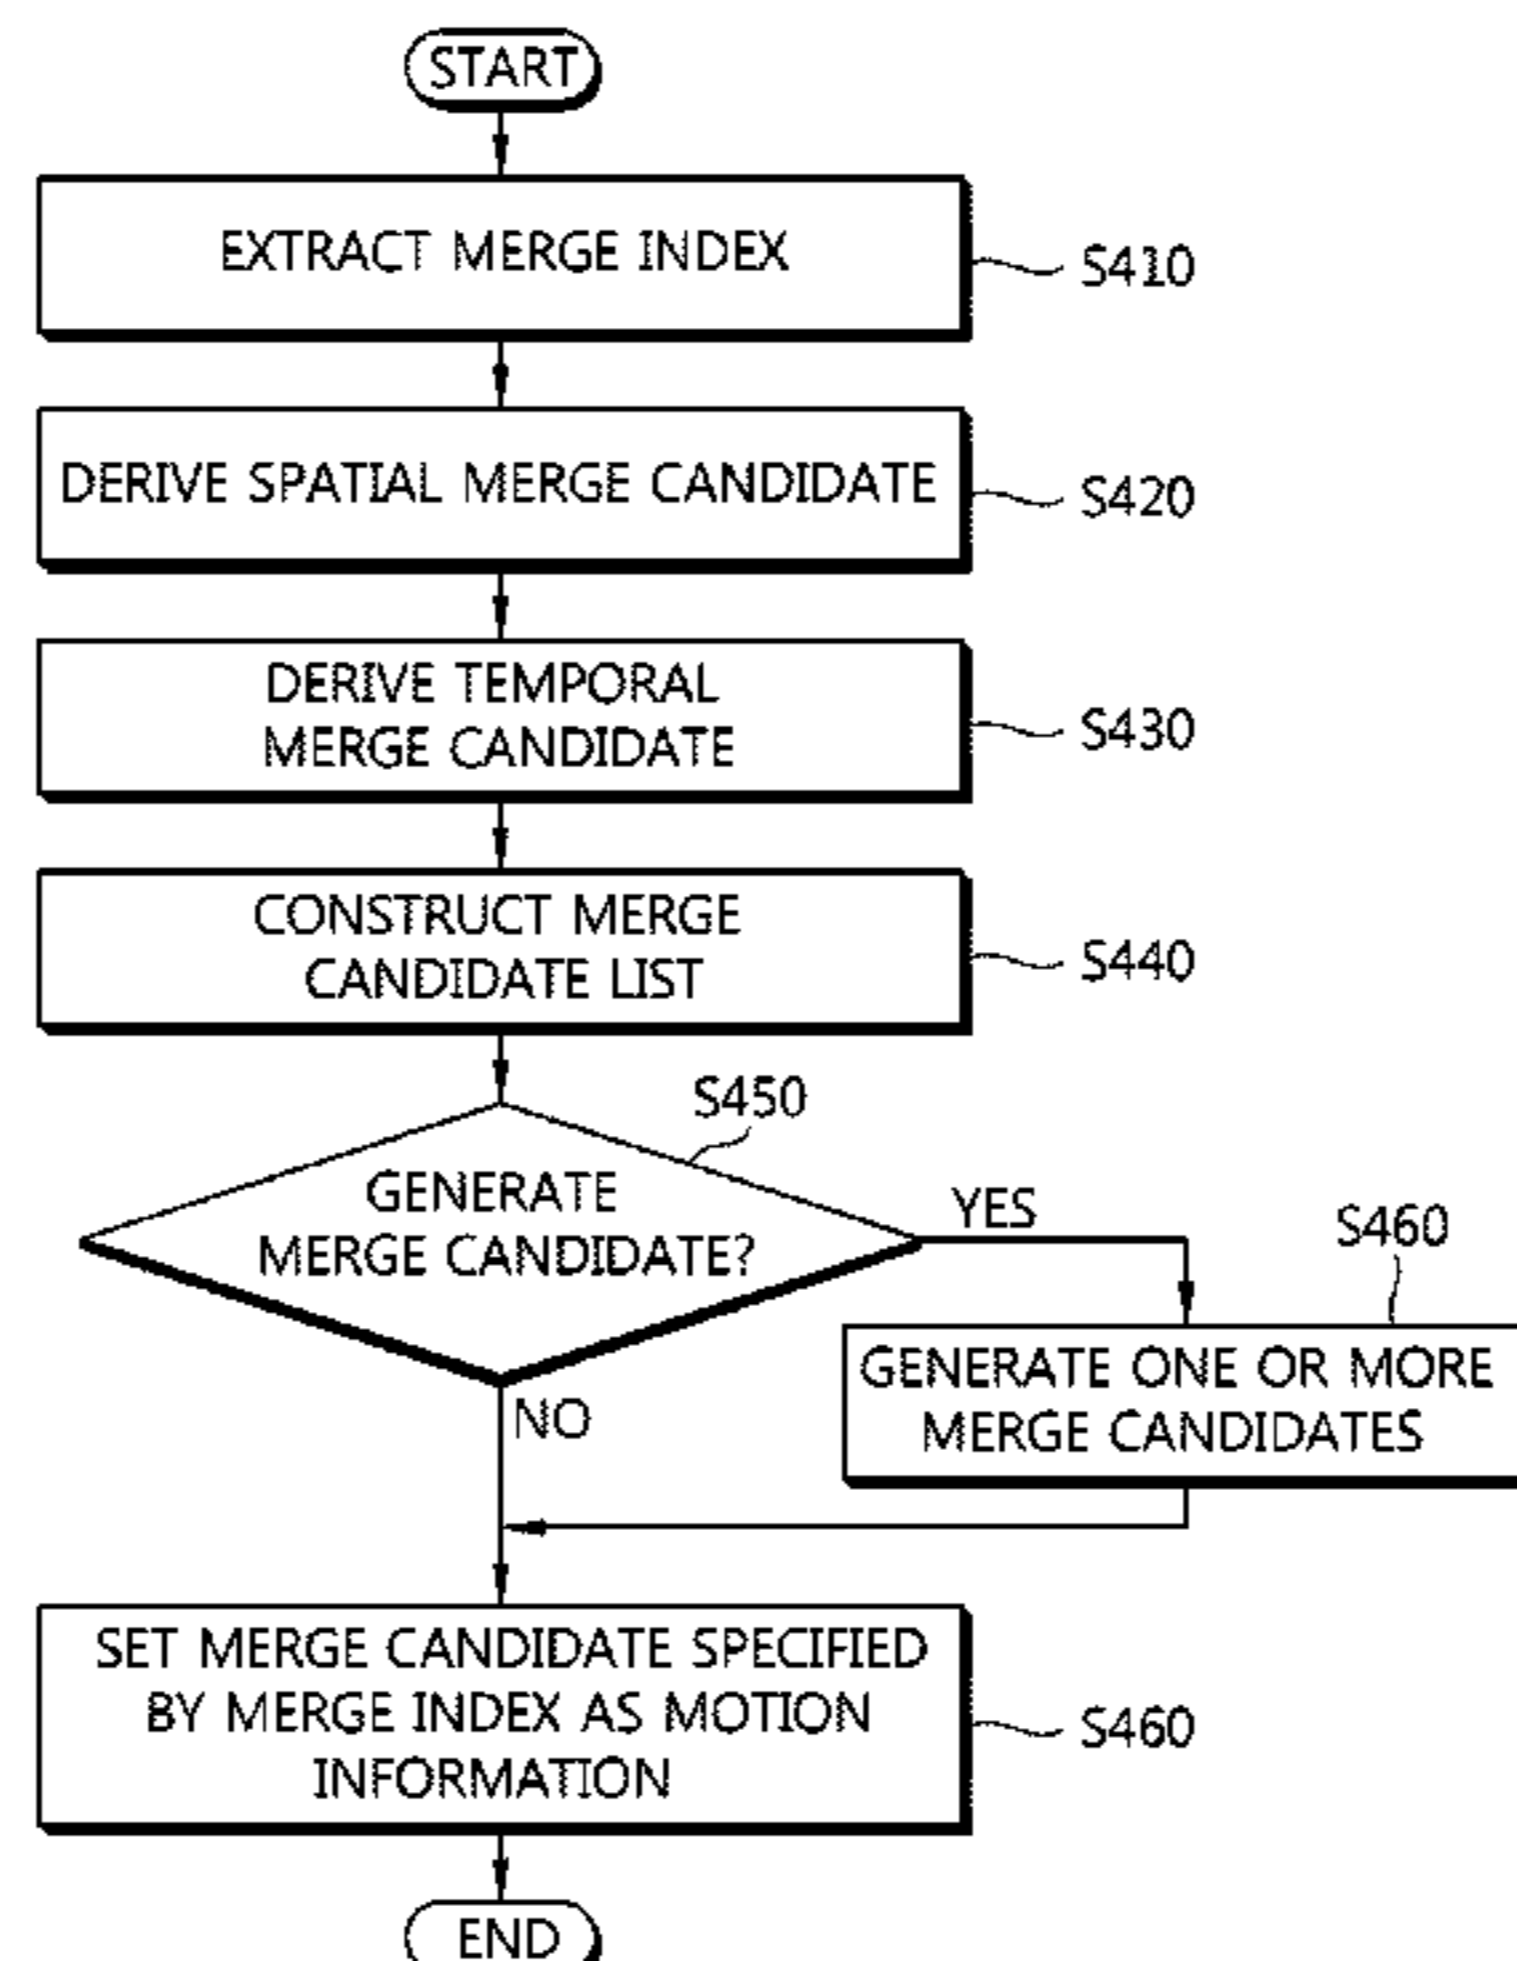 START
EXTRACT MERGE INDEX
S410
DERIVE SPATIAL MERGE CANDIDATE
S420
DERIVE TEMPORAL
MERGE CANDIDATE
S430
CONSTRUCT MERGE
CANDIDATE LIST
S440
S450
GENERATE
MERGE CANDIDATE?
YES
S460
GENERATE ONE OR MORE
MERGE CANDIDATES
NO
SET MERGE CANDIDATE SPECIFIED
BY MERGE INDEX AS MOTION
INFORMATION
S460
END